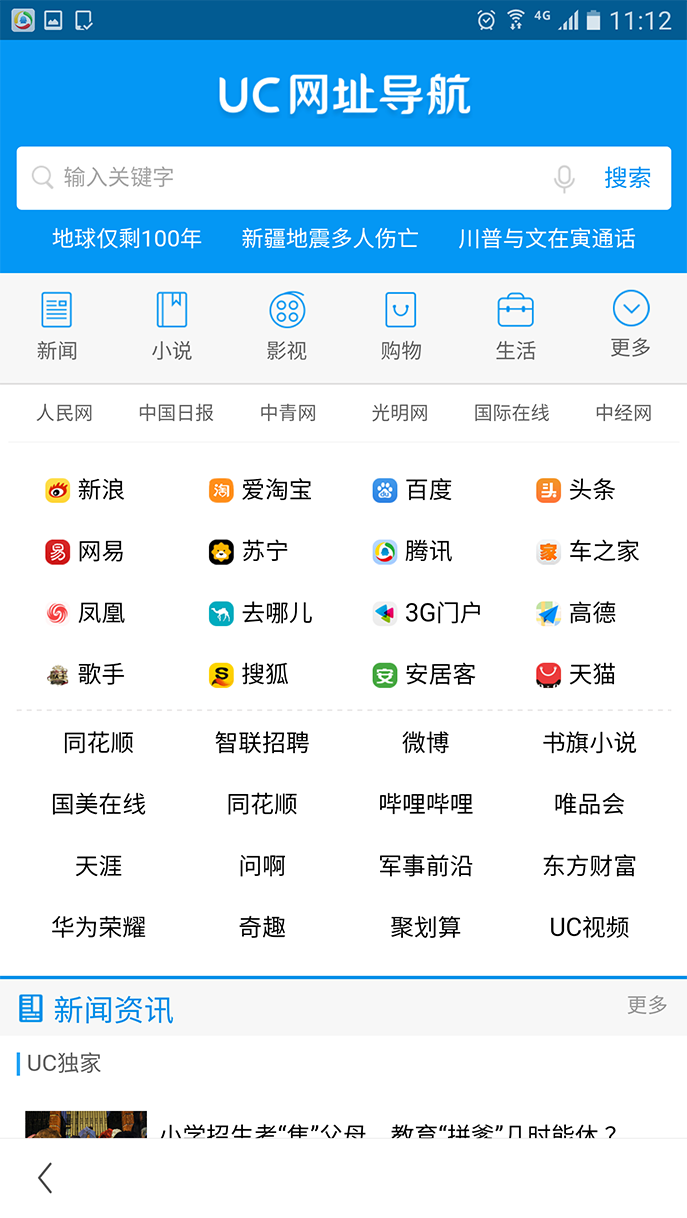 4G 11:12
UC网址导航
输入关键字 搜索
地球仅剩100年 新疆地震多人伤亡 川普与文在寅通话
新闻 小说 影视 购物 生活 更多
人民网 中国日报 中青网 光明网 国际在线 中经网
新浪 淘 爱淘宝 百度 头条 头条
易 网易 苏宁 腾讯 家 车之家
凤凰 去哪儿 3G门户 高德
歌手 S 搜狐 安 安居客 天猫
同花顺 智联招聘 微博 书旗小说
国美在线 同花顺 哔哩哔哩 唯品会
天涯 问啊 军事前沿 东方财富
华为荣耀 奇趣 聚划算 UC视频
新闻资讯 更多
UC独家
小学招生考“焦”父母，教育“拼爹”几时能休？